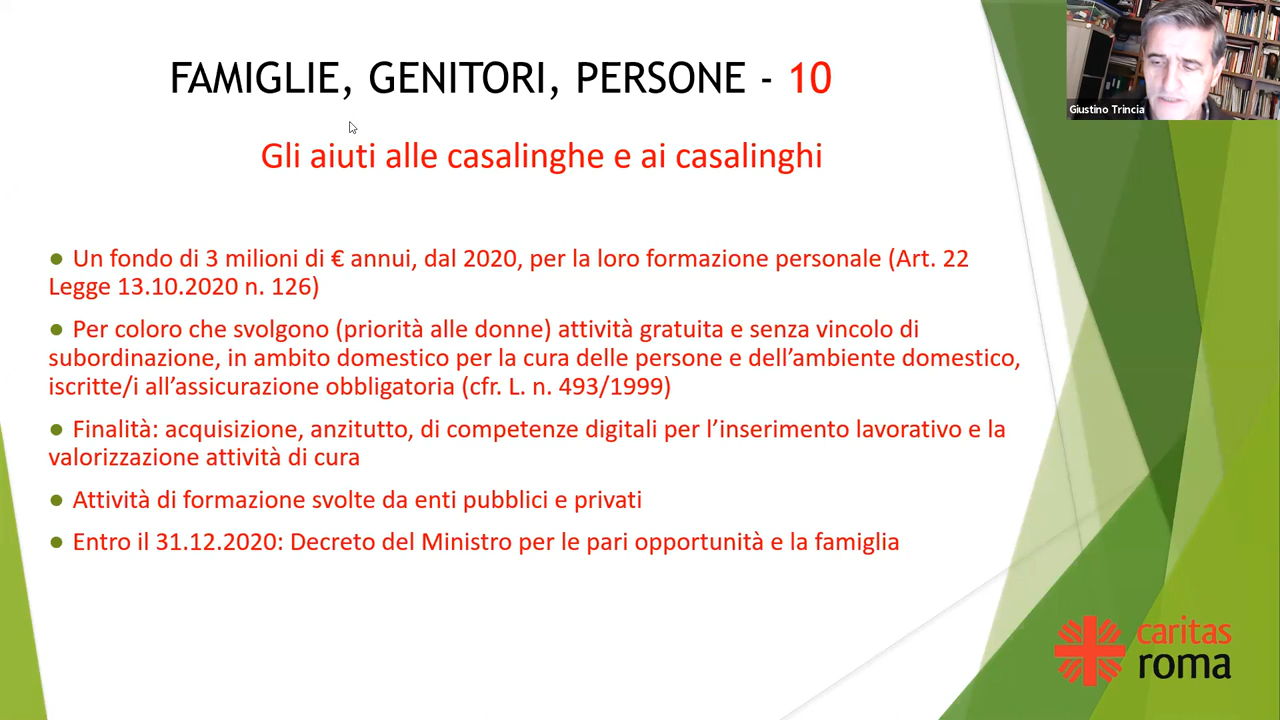 FAMIGLIE, GENITORI, PERSONE - 10
Giustino Trincia
Gli aiuti alle casalinghe e ai casalinghi
● Un fondo di 3 milioni di € annui, dal 2020, per la loro formazione personale (Art. 22
Legge 13.10.2020 n. 126)
● Per coloro che svolgono (priorità alle donne) attività gratuita e senza vincolo di
subordinazione, in ambito domestico per la cura delle persone e dell'ambiente domestico,
iscritte/i all'assicurazione obbligatoria (cfr. L. n. 493/1999)
● Finalità: acquisizione, anzitutto, di competenze digitali per l'inserimento lavorativo e la
valorizzazione attività di cura
● Attività di formazione svolte da enti pubblici e privati
● Entro il 31.12.2020: Decreto del Ministro per le pari opportunità e la famiglia
caritas
roma